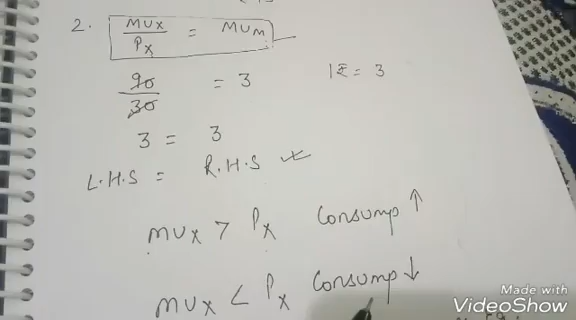 2. MUx/Px = MUm
90/30 = 3 1₹ = 3
3 = 3
L.H.S = R.H.S
MUx > Px Consump ↑
MUx < Px Consump ↓
Made with
VideoShow